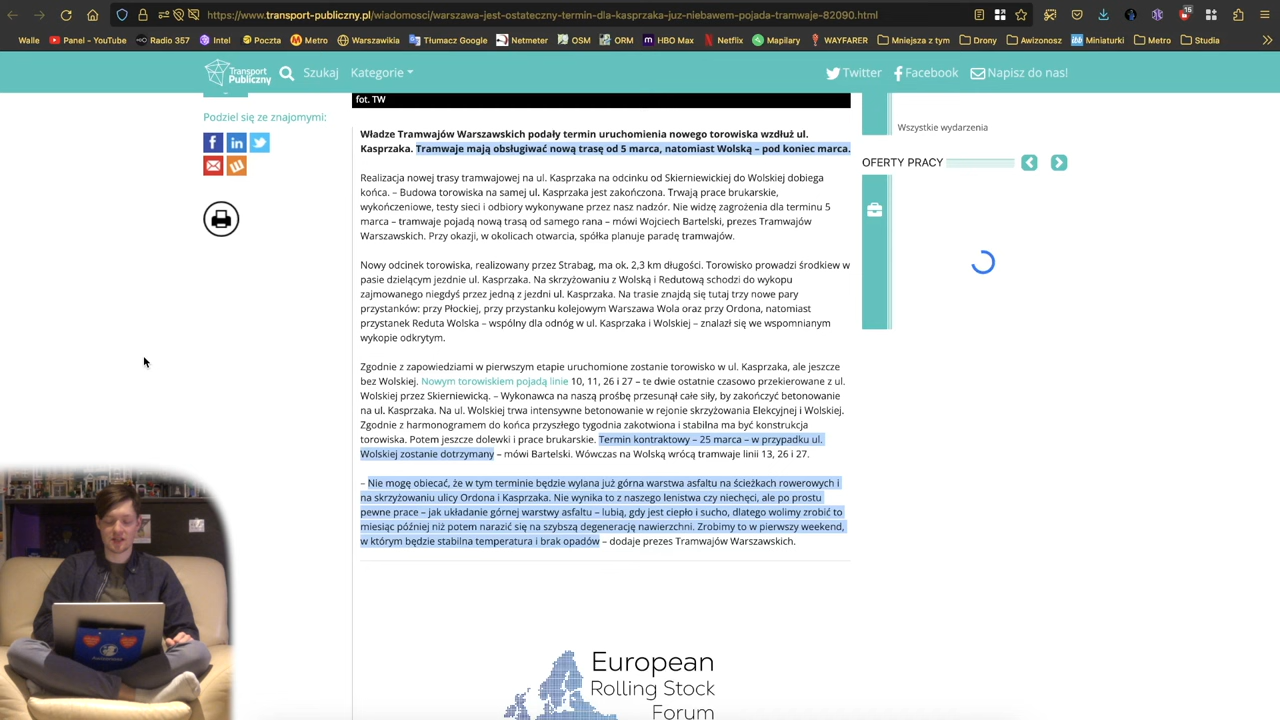 https://www.transport-publiczny.pl/wiadomosci/warszawa-jest-ostateczny-termin-dla-kasprzaka-juz-niebawem-pojada-tramwaje-82090.html
15
Walle
Panel - YouTube
Radio 357
Intel
Poczta
Metro
Warszawikia
Tłumacz Google
Netmeter
OSM
ORM
HBO Max
Netflix
Mapilary
WAYFARER
Mniejsza z tym
Drony
Awizonosz
Miniaturki
Metro
Studia
Transport Publiczny
Szukaj
Kategorie
Twitter
Facebook
Napisz do nas!
fot. TW
Podziel się ze znajomymi:
Wszystkie wydarzenia
OFERTY PRACY
Władze Tramwajów Warszawskich podały termin uruchomienia nowego torowiska wzdłuż ul.
Kasprzaka. Tramwaje mają obsługiwać nową trasę od 5 marca, natomiast Wolską – pod koniec marca.
Realizacja nowej trasy tramwajowej na ul. Kasprzaka na odcinku od Skierniewickiej do Wolskiej dobiega
końca. – Budowa torowiska na samej ul. Kasprzaka jest zakończona. Trwają prace brukarskie,
wykończeniowe, testy sieci i odbiory wykonywane przez nasz nadzór. Nie widzę zagrożenia dla terminu 5
marca – tramwaje pojadą nową trasą od samego rana – mówi Wojciech Bartelski, prezes Tramwajów
Warszawskich. Przy okazji, w okolicach otwarcia, spółka planuje paradę tramwajów.
Nowy odcinek torowiska, realizowany przez Strabag, ma ok. 2,3 km długości. Torowisko prowadzi środkiew w
pasie dzielącym jezdnie ul. Kasprzaka. Na skrzyżowaniu z Wolską i Redutową schodzi do wykopu
zajmowanego niegdyś przez jedną z jezdni ul. Kasprzaka. Na trasie znajdą się tutaj trzy nowe pary
przystanków: przy Płockiej, przy przystanku kolejowym Warszawa Wola oraz przy Ordona, natomiast
przystanek Reduta Wolska – wspólny dla odnóg w ul. Kasprzaka i Wolskiej – znalazł się we wspomnianym
wykopie odkrytym.
Zgodnie z zapowiedziami w pierwszym etapie uruchomione zostanie torowisko w ul. Kasprzaka, ale jeszcze
bez Wolskiej. Nowym torowiskiem pojadą linie 10, 11, 26 i 27 – te dwie ostatnie czasowo przekierowane z ul.
Wolskiej przez Skierniewicką. – Wykonawca na naszą prośbę przesunął całe siły, by zakończyć betonowanie
na ul. Kasprzaka. Na ul. Wolskiej trwa intensywne betonowanie w rejonie skrzyżowania Elekcyjnej i Wolskiej.
Zgodnie z harmonogramem do końca przyszłego tygodnia zakotwiona i stabilna ma być konstrukcja
torowiska. Potem jeszcze dolewki i prace brukarskie. Termin kontraktowy – 25 marca – w przypadku ul.
Wolskiej zostanie dotrzymany – mówi Bartelski. Wówczas na Wolską wrócą tramwaje linii 13, 26 i 27.
– Nie mogę obiecać, że w tym terminie będzie wylana już górna warstwa asfaltu na ścieżkach rowerowych i
na skrzyżowaniu ulicy Ordona i Kasprzaka. Nie wynika to z naszego lenistwa czy niechęci, ale po prostu
pewne prace – jak układanie górnej warstwy asfaltu – lubią, gdy jest ciepło i sucho, dlatego wolimy zrobić to
miesiąc później niż potem narazić się na szybszą degenerację nawierzchni. Zrobimy to w pierwszy weekend,
w którym będzie stabilna temperatura i brak opadów – dodaje prezes Tramwajów Warszawskich.
European
Rolling Stock
Forum